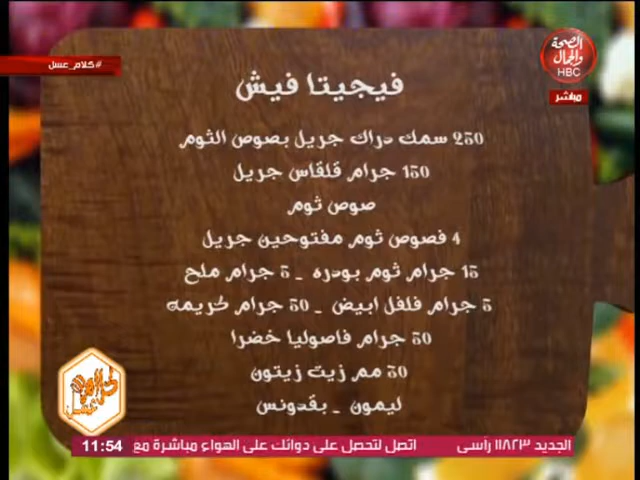 #كلام_عسل
الصحة
والجمال
HBC
مباشر
فيجيتا فيش
250 سمك دراك جريل بصوص الثوم
150 جرام قلقاس جريل
صوص ثوم
4 فصوص ثوم مفتوحين جريل
15 جرام ثوم بودره _ 5 جرام ملح
5 جرام فلفل ابيض _ 50 جرام كريمه
50 جرام فاصوليا خضرا
50 مم زيت زيتون
ليمون _ بقدونس
الجديد ١١٨٢٣ رأسى اتصل لتحصل على دوائك على الهواء مباشرة مع
11:54